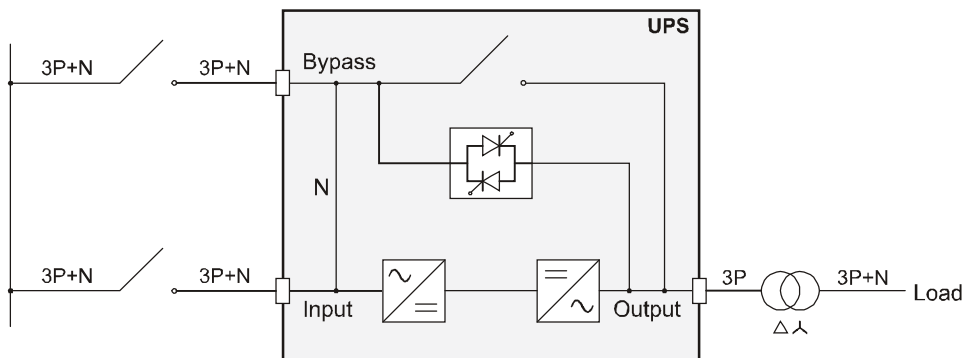 UPS
3P+N
3P+N
Bypass
N
3P+N
3P+N
Input
Output
3P
3P+N
Load